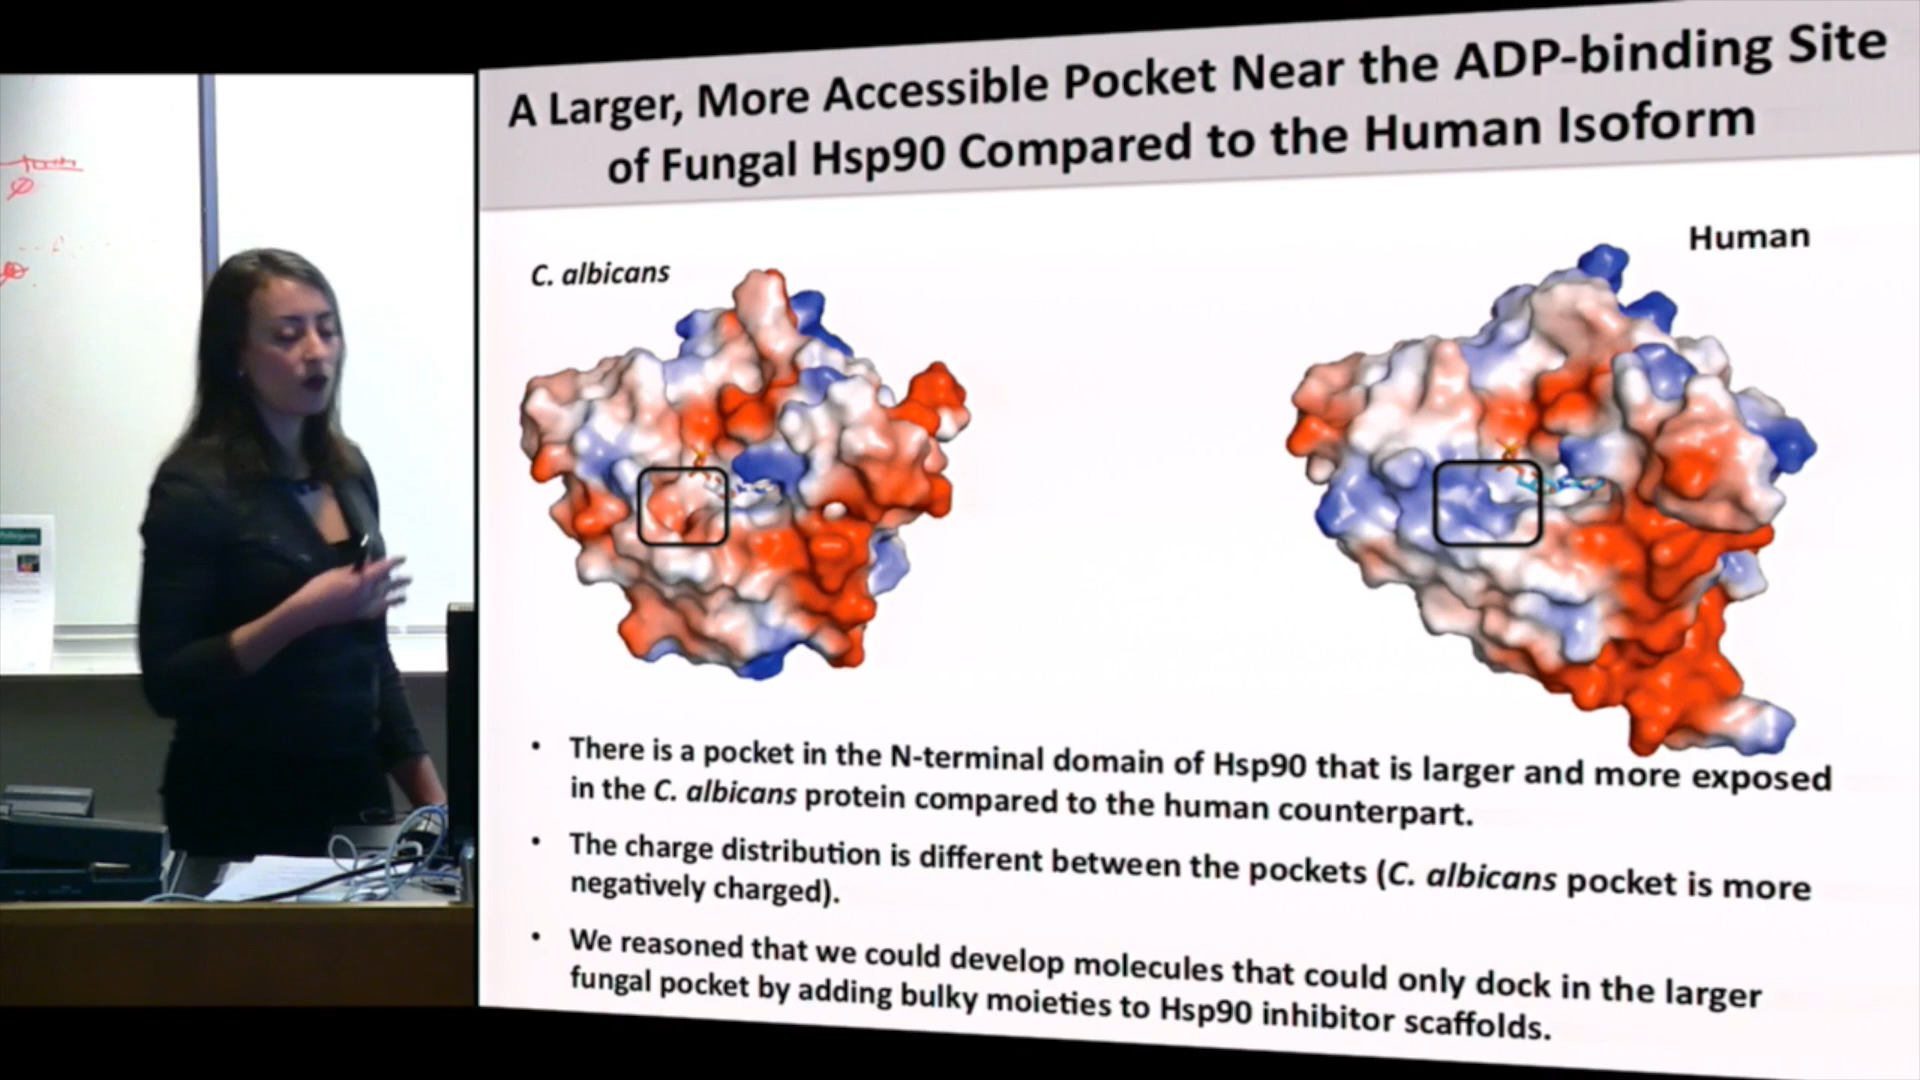 A Larger, More Accessible Pocket Near the ADP-binding Site
of Fungal Hsp90 Compared to the Human Isoform
C. albicans
Human
• There is a pocket in the N-terminal domain of Hsp90 that is larger and more exposed
in the C. albicans protein compared to the human counterpart.
• The charge distribution is different between the pockets (C. albicans pocket is more
negatively charged).
• We reasoned that we could develop molecules that could only dock in the larger
fungal pocket by adding bulky moieties to Hsp90 inhibitor scaffolds.